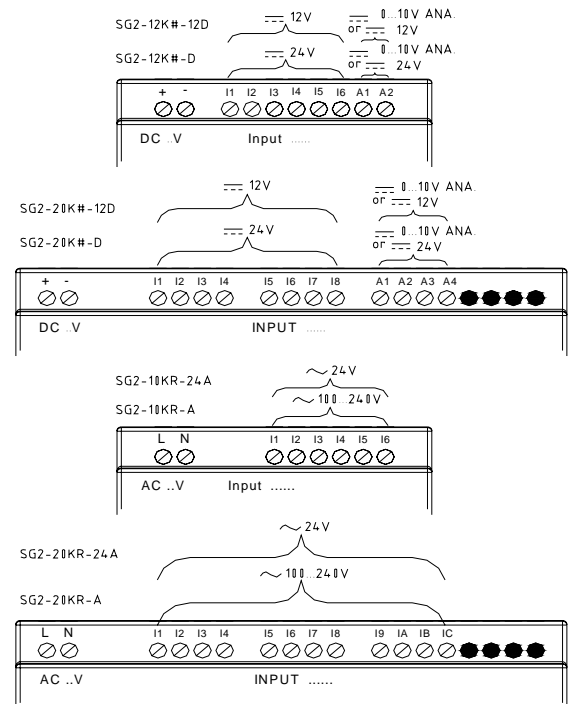 SG2-12K#-12D 12V 0...10V ANA.
or 12V
SG2-12K#-D 24V 0...10V ANA.
or 24V
+ - I1 I2 I3 I4 I5 I6 A1 A2
DC ..V Input ......
SG2-20K#-12D 12V 0...10V ANA.
or 12V
SG2-20K#-D 24V 0...10V ANA.
or 24V
+ - I1 I2 I3 I4 I5 I6 I7 I8 A1 A2 A3 A4
DC ..V INPUT ......
SG2-10KR-24A 24V
SG2-10KR-A 100...240V
L N I1 I2 I3 I4 I5 I6
AC ..V Input ......
SG2-20KR-24A 24V
SG2-20KR-A 100...240V
L N I1 I2 I3 I4 I5 I6 I7 I8 I9 IA IB IC
AC ..V INPUT ......